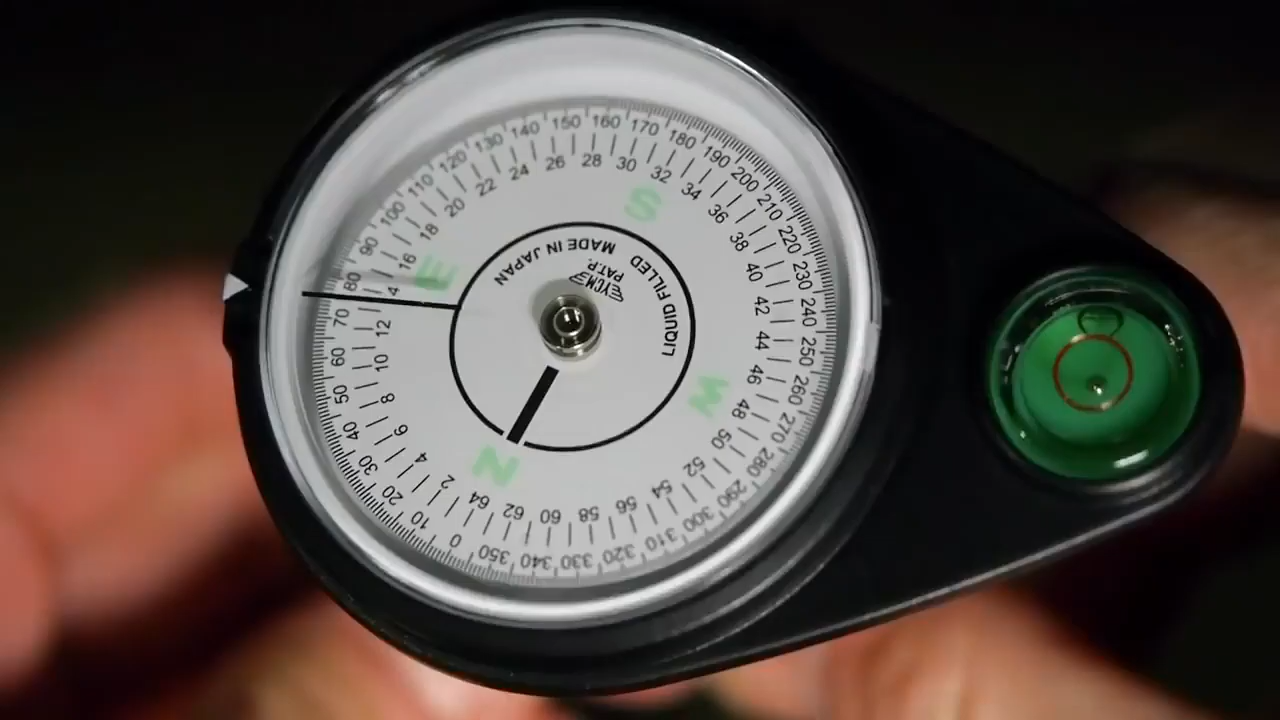 0 10 20 30 40 50 60 70 80 90 100 110 120 130 140 150 160 170 180 190 200 210 220 230 240 250 260 270 280 290 300 310 320 330 340 350
2 4 6 8 10 12 4 16 18 20 22 24 26 28 30 32 34 36 38 40 42 44 46 48 50 52 54 56 58 60 62 64
N
E
S
W
MADE IN JAPAN
LIQUID FILLED
PAT.P.
YCM